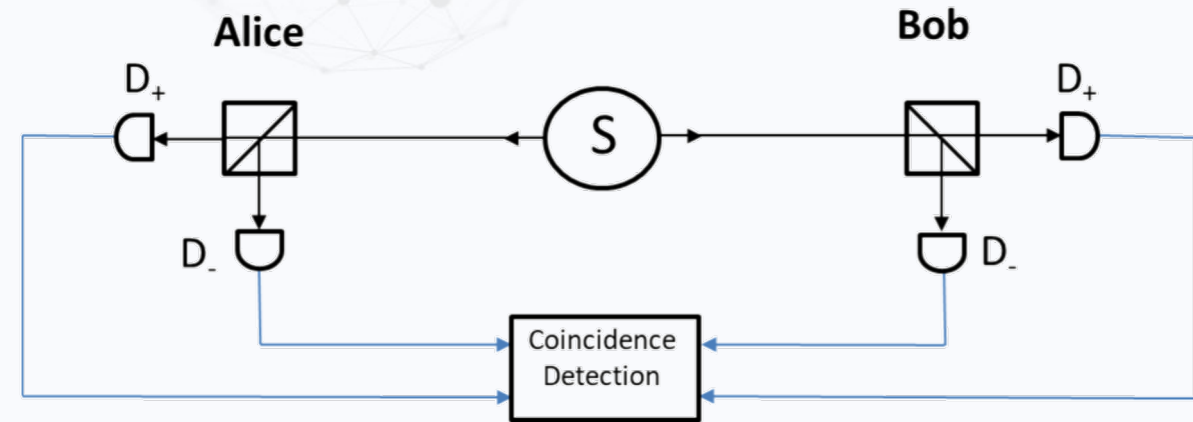 Alice
Bob
D₊
D₊
S
D₋
D₋
Coincidence
Detection